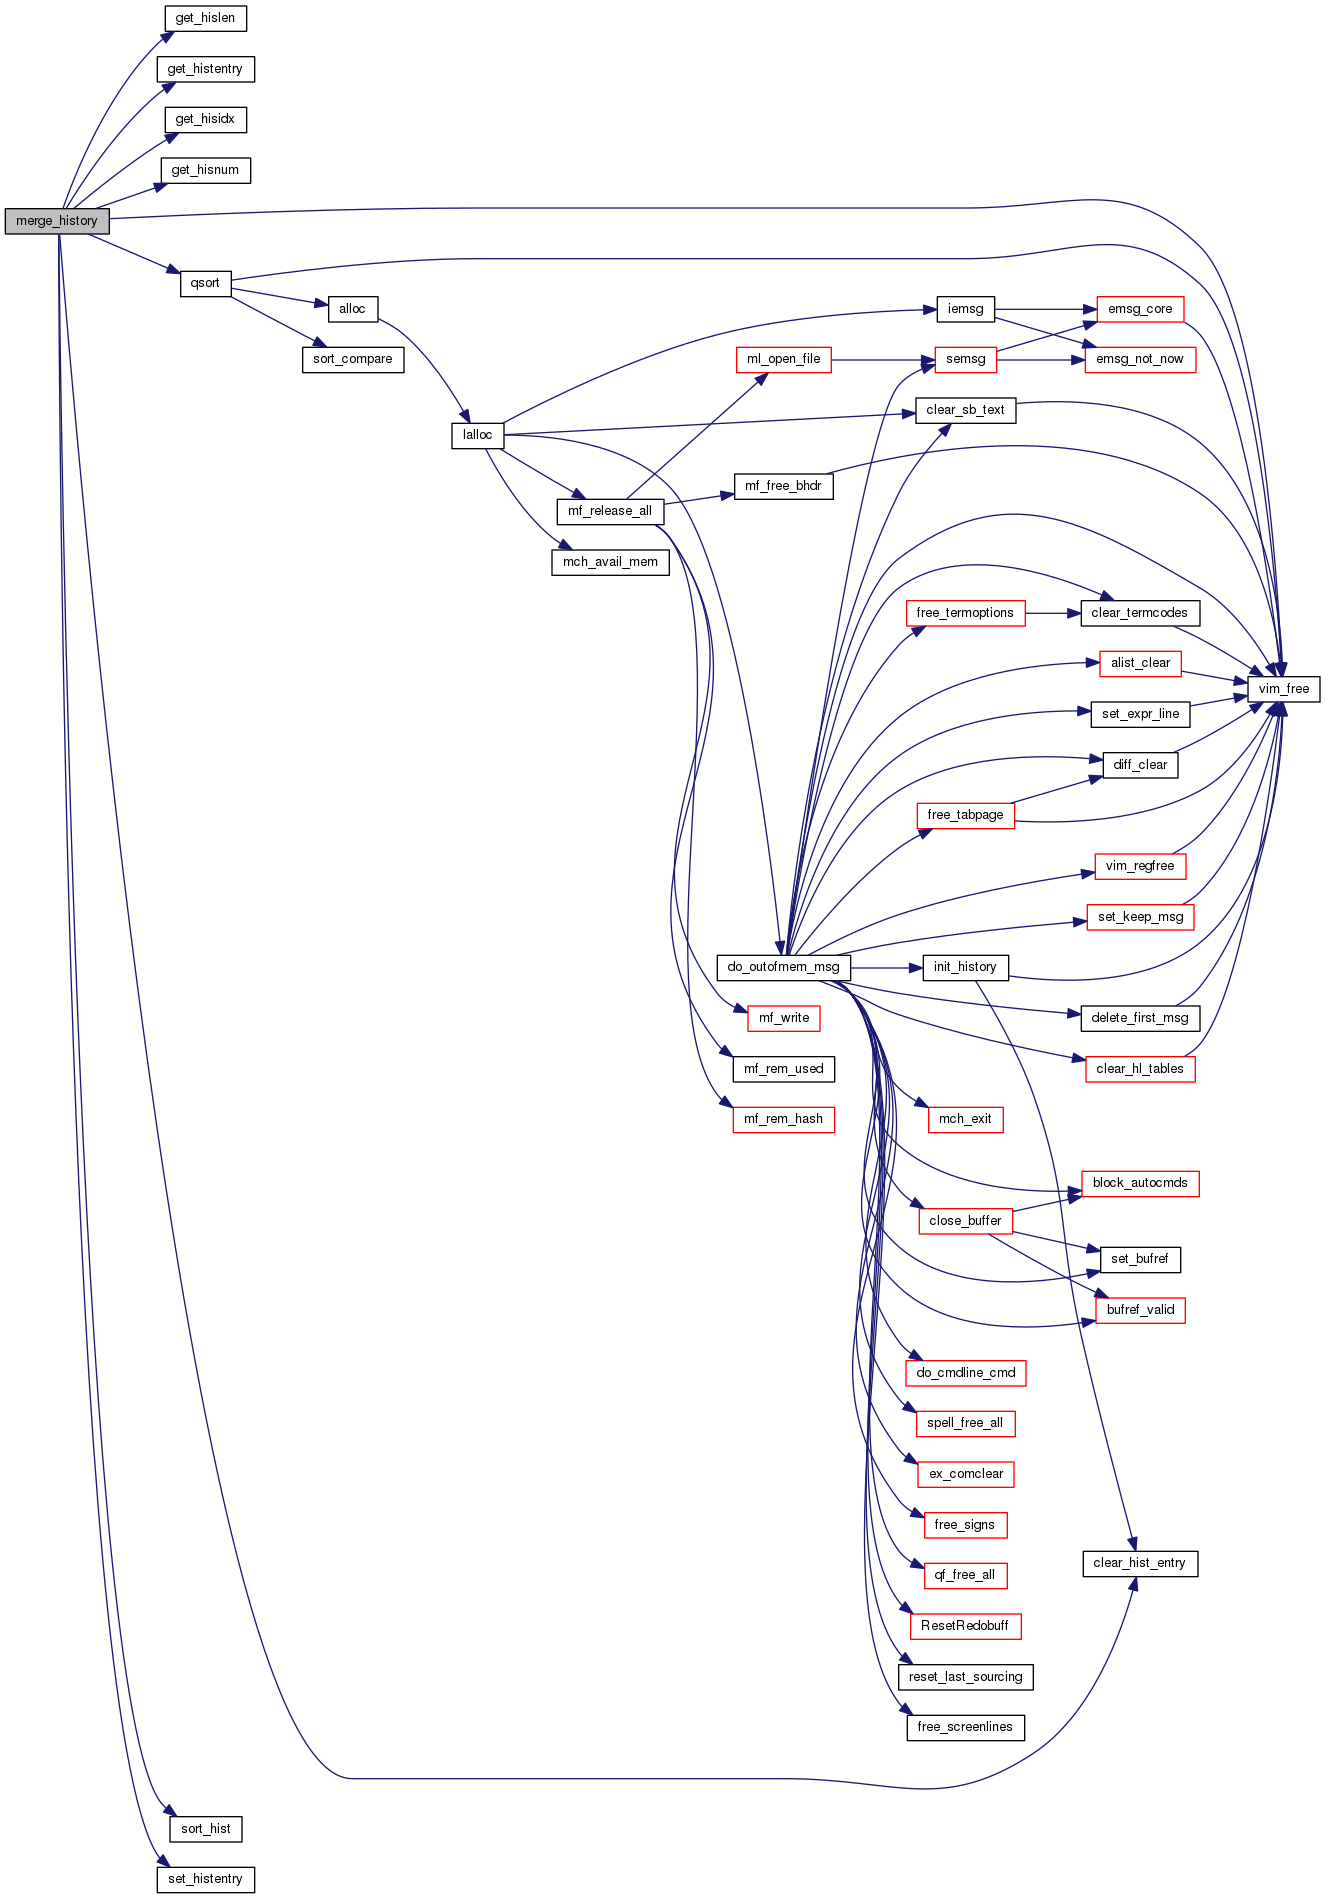 get_hislen
get_histentry
get_hisidx
get_hisnum
merge_history
qsort
alloc
iemsg
emsg_core
sort_compare
ml_open_file
semsg
emsg_not_now
clear_sb_text
lalloc
mf_free_bhdr
mf_release_all
mch_avail_mem
free_termoptions
clear_termcodes
alist_clear
vim_free
set_expr_line
diff_clear
free_tabpage
vim_regfree
set_keep_msg
do_outofmem_msg
init_history
mf_write
delete_first_msg
mf_rem_used
clear_hl_tables
mf_rem_hash
mch_exit
block_autocmds
close_buffer
set_bufref
bufref_valid
do_cmdline_cmd
spell_free_all
ex_comclear
free_signs
clear_hist_entry
qf_free_all
ResetRedobuff
reset_last_sourcing
free_screenlines
sort_hist
set_histentry